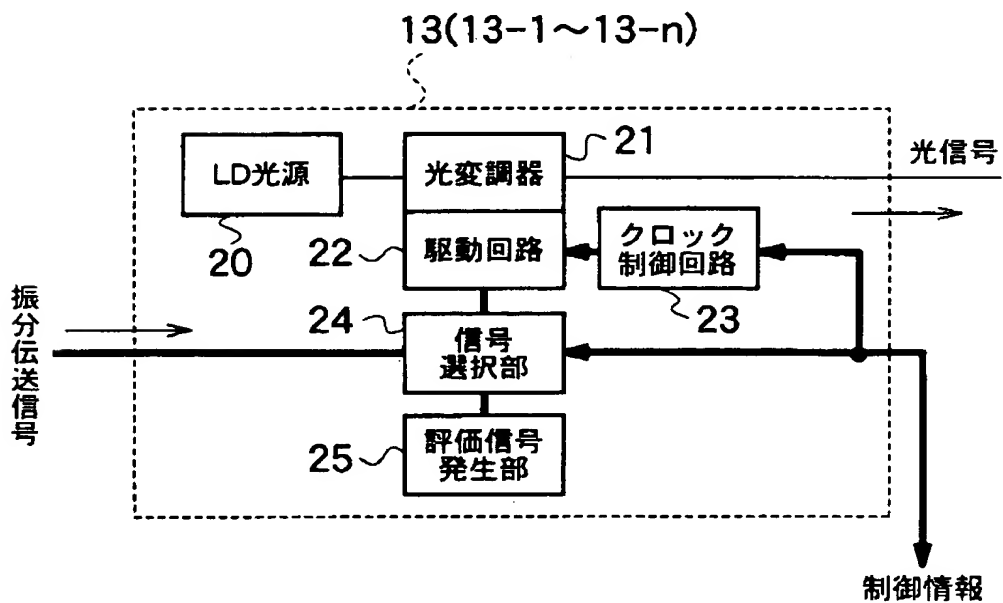 13(13-1〜13-n)
LD光源
20
光変調器
21
光信号
駆動回路
22
クロック
制御回路
23
振分伝送信号
24
信号
選択部
25
評価信号
発生部
制御情報